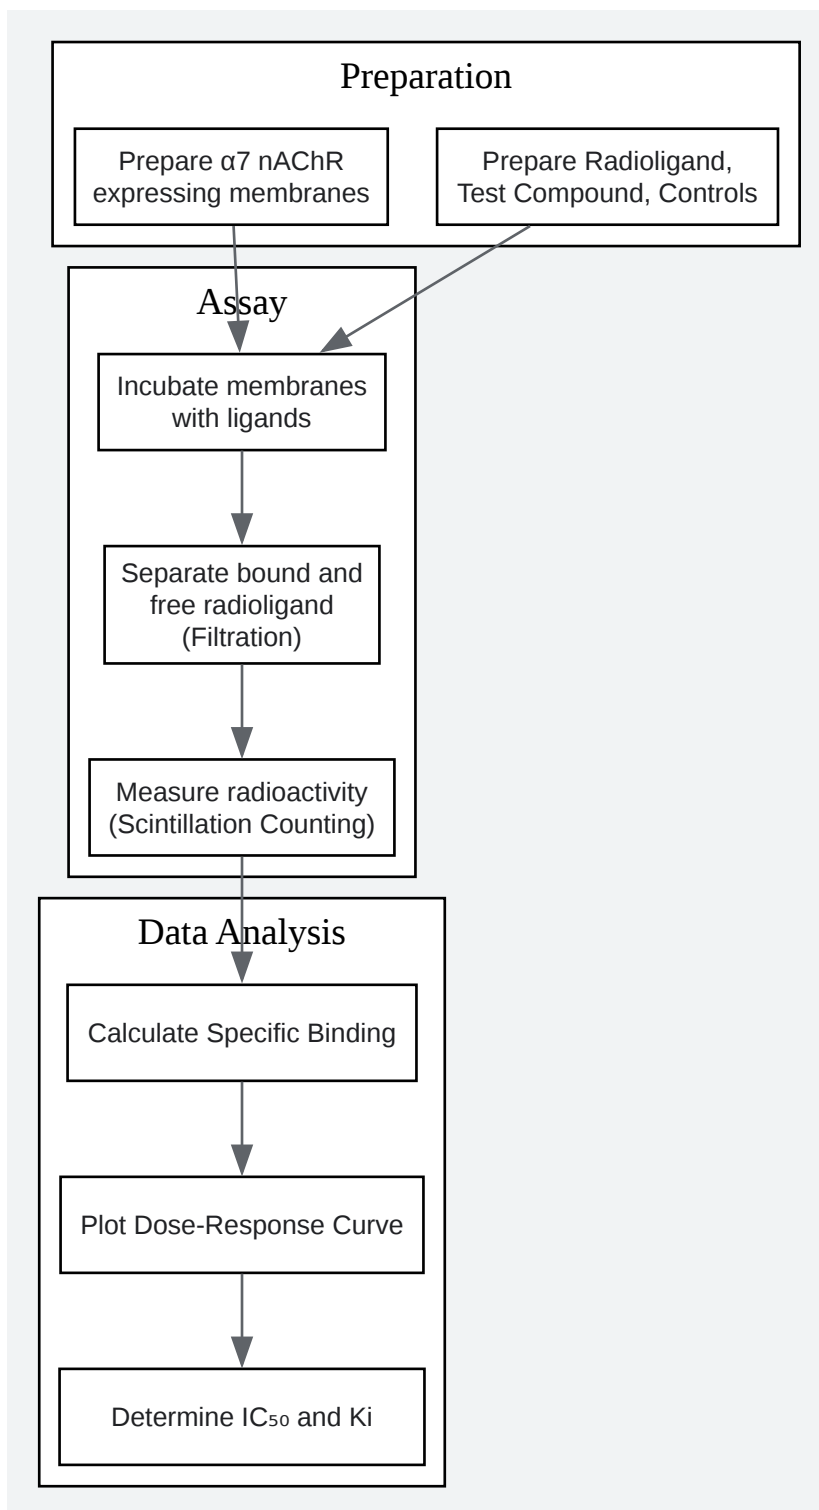 Preparation
Prepare α7 nAChR
expressing membranes
Prepare Radioligand,
Test Compound, Controls
Assay
Incubate membranes
with ligands
Separate bound and
free radioligand
(Filtration)
Measure radioactivity
(Scintillation Counting)
Data Analysis
Calculate Specific Binding
Plot Dose-Response Curve
Determine IC₅₀ and Ki